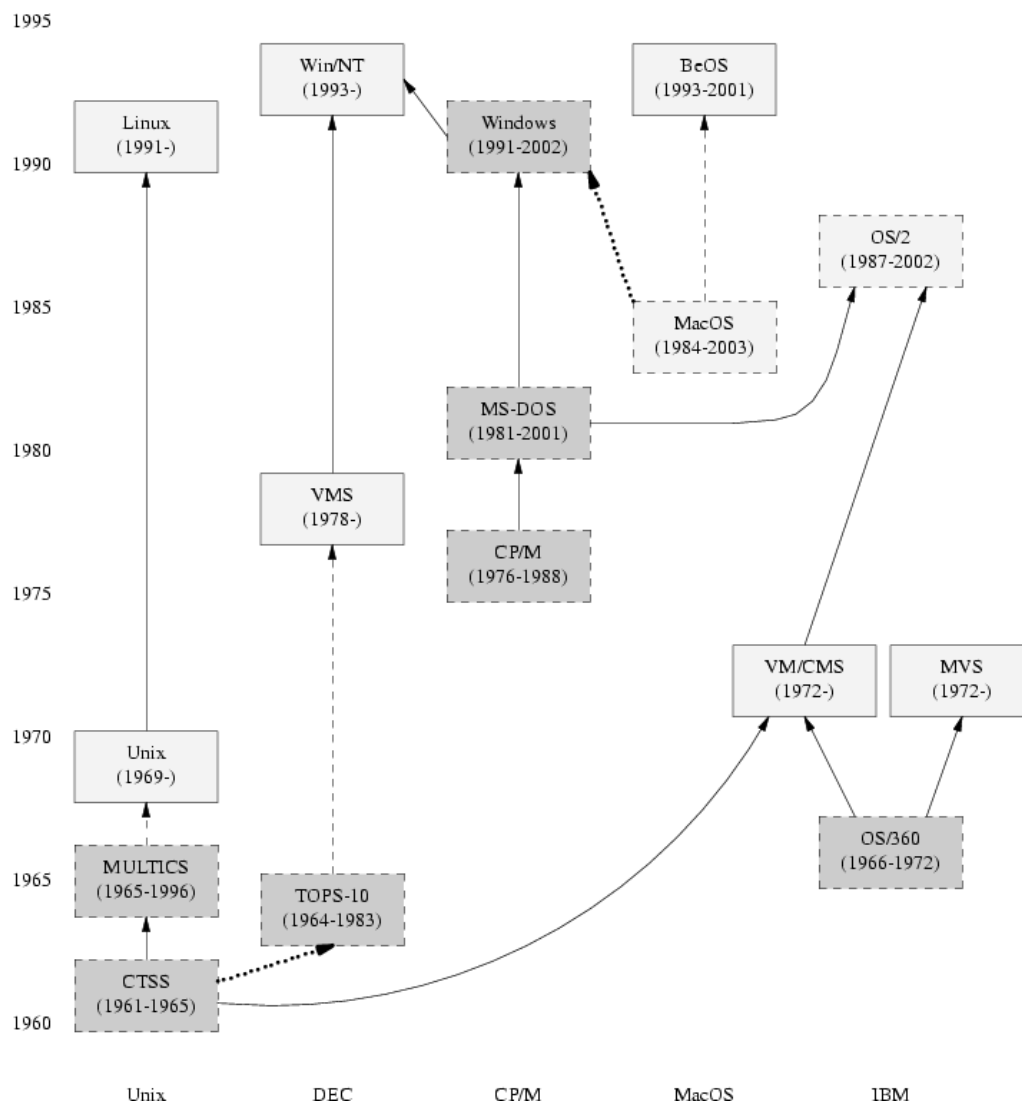 1995
Win/NT
(1993-)
BeOS
(1993-2001)
Linux
(1991-)
Windows
(1991-2002)
1990
OS/2
(1987-2002)
1985
MacOS
(1984-2003)
MS-DOS
(1981-2001)
1980
VMS
(1978-)
CP/M
(1976-1988)
1975
VM/CMS
(1972-)
MVS
(1972-)
1970
Unix
(1969-)
OS/360
(1966-1972)
MULTICS
(1965-1996)
1965
TOPS-10
(1964-1983)
CTSS
(1961-1965)
1960
Unix
DEC
CP/M
MacOS
IBM